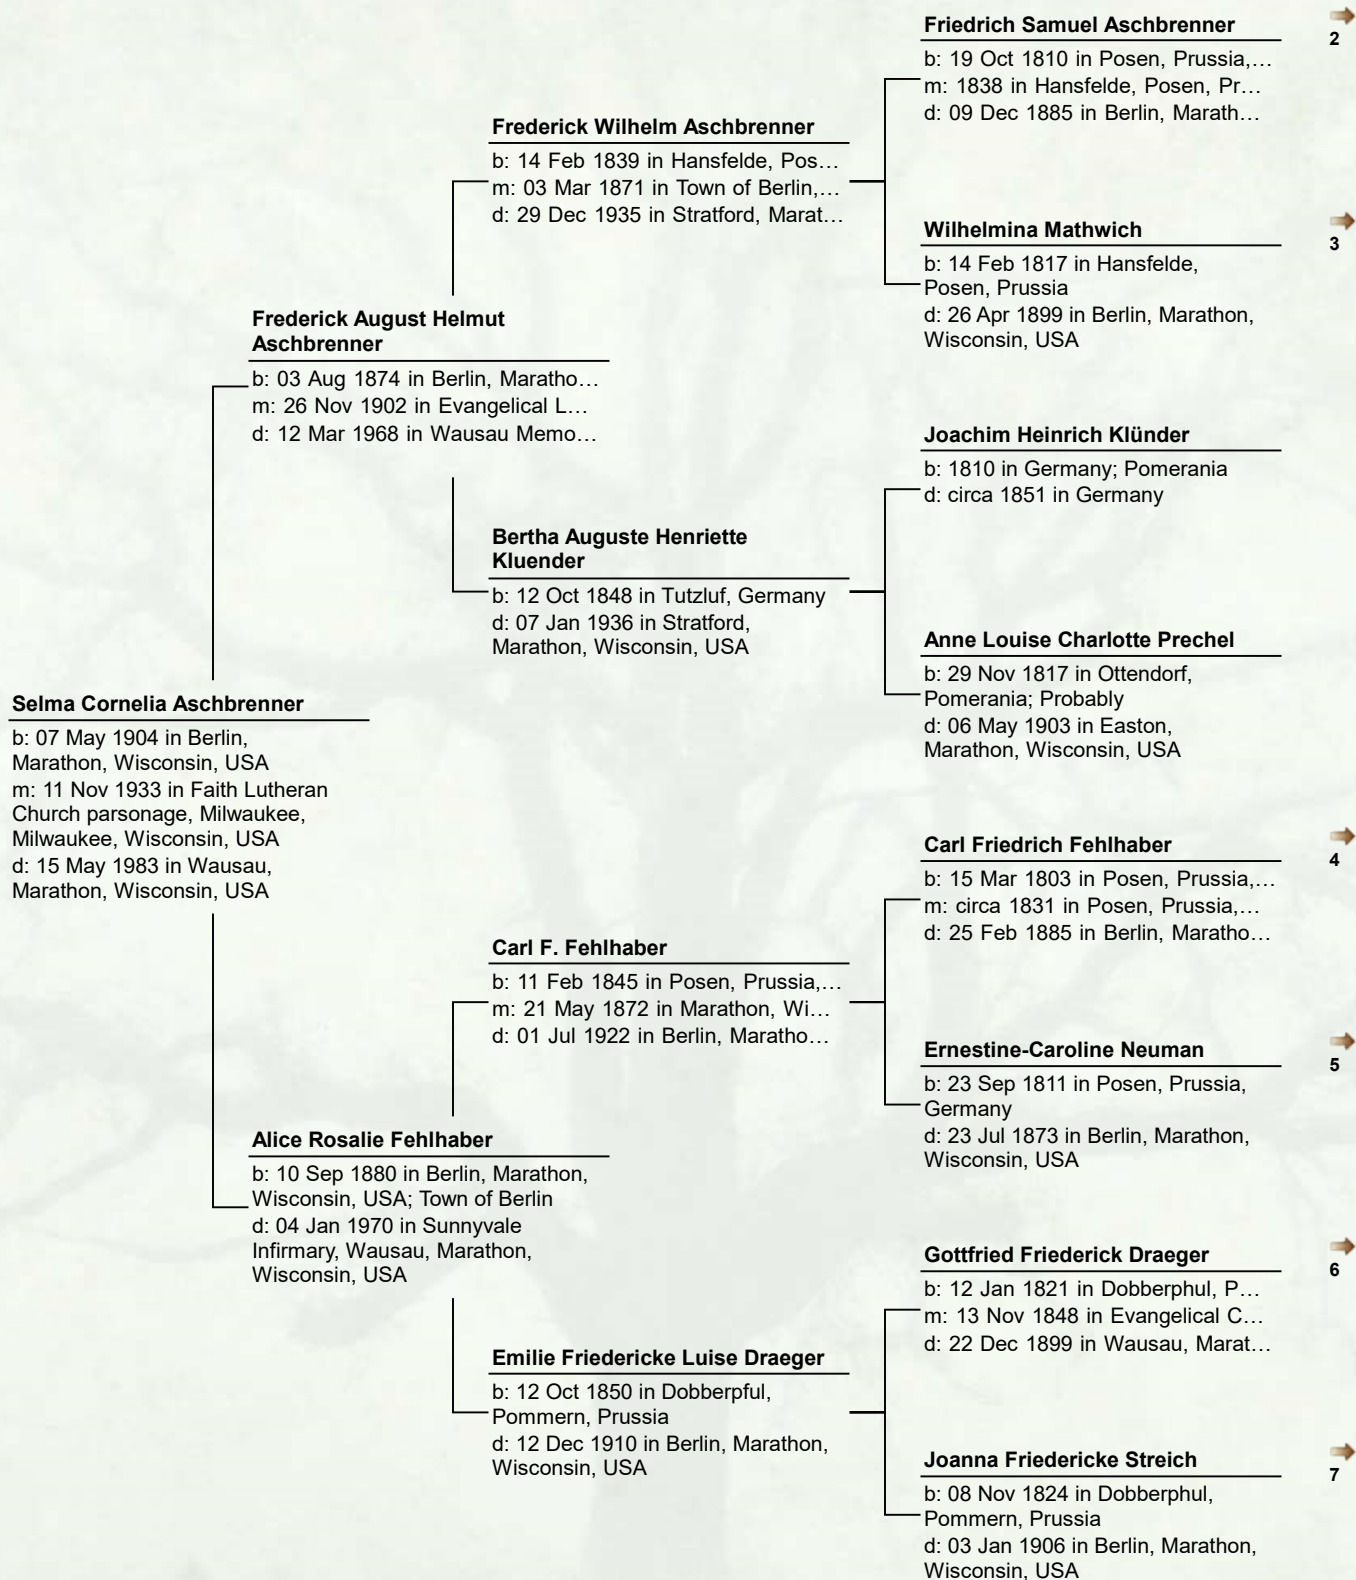 Friedrich Samuel Aschbrenner
2
b: 19 Oct 1810 in Posen, Prussia,…
m: 1838 in Hansfelde, Posen, Pr…
d: 09 Dec 1885 in Berlin, Marath…
Frederick Wilhelm Aschbrenner
b: 14 Feb 1839 in Hansfelde, Pos…
m: 03 Mar 1871 in Town of Berlin,…
d: 29 Dec 1935 in Stratford, Marat…
Wilhelmina Mathwich
3
b: 14 Feb 1817 in Hansfelde,
Posen, Prussia
d: 26 Apr 1899 in Berlin, Marathon,
Wisconsin, USA
Frederick August Helmut
Aschbrenner
b: 03 Aug 1874 in Berlin, Maratho…
m: 26 Nov 1902 in Evangelical L…
d: 12 Mar 1968 in Wausau Memo…
Joachim Heinrich Klünder
b: 1810 in Germany; Pomerania
d: circa 1851 in Germany
Bertha Auguste Henriette
Kluender
b: 12 Oct 1848 in Tutzluf, Germany
d: 07 Jan 1936 in Stratford,
Marathon, Wisconsin, USA
Anne Louise Charlotte Prechel
b: 29 Nov 1817 in Ottendorf,
Pomerania; Probably
d: 06 May 1903 in Easton,
Marathon, Wisconsin, USA
Selma Cornelia Aschbrenner
b: 07 May 1904 in Berlin,
Marathon, Wisconsin, USA
m: 11 Nov 1933 in Faith Lutheran
Church parsonage, Milwaukee,
Milwaukee, Wisconsin, USA
d: 15 May 1983 in Wausau,
Marathon, Wisconsin, USA
Carl Friedrich Fehlhaber
4
b: 15 Mar 1803 in Posen, Prussia,…
m: circa 1831 in Posen, Prussia,…
d: 25 Feb 1885 in Berlin, Maratho…
Carl F. Fehlhaber
b: 11 Feb 1845 in Posen, Prussia,…
m: 21 May 1872 in Marathon, Wi…
d: 01 Jul 1922 in Berlin, Maratho…
Ernestine-Caroline Neuman
5
b: 23 Sep 1811 in Posen, Prussia,
Germany
d: 23 Jul 1873 in Berlin, Marathon,
Wisconsin, USA
Alice Rosalie Fehlhaber
b: 10 Sep 1880 in Berlin, Marathon,
Wisconsin, USA; Town of Berlin
d: 04 Jan 1970 in Sunnyvale
Infirmary, Wausau, Marathon,
Wisconsin, USA
Gottfried Friederick Draeger
6
b: 12 Jan 1821 in Dobberphul, P…
m: 13 Nov 1848 in Evangelical C…
d: 22 Dec 1899 in Wausau, Marat…
Emilie Friedericke Luise Draeger
b: 12 Oct 1850 in Dobberpful,
Pommern, Prussia
d: 12 Dec 1910 in Berlin, Marathon,
Wisconsin, USA
Joanna Friedericke Streich
7
b: 08 Nov 1824 in Dobberphul,
Pommern, Prussia
d: 03 Jan 1906 in Berlin, Marathon,
Wisconsin, USA